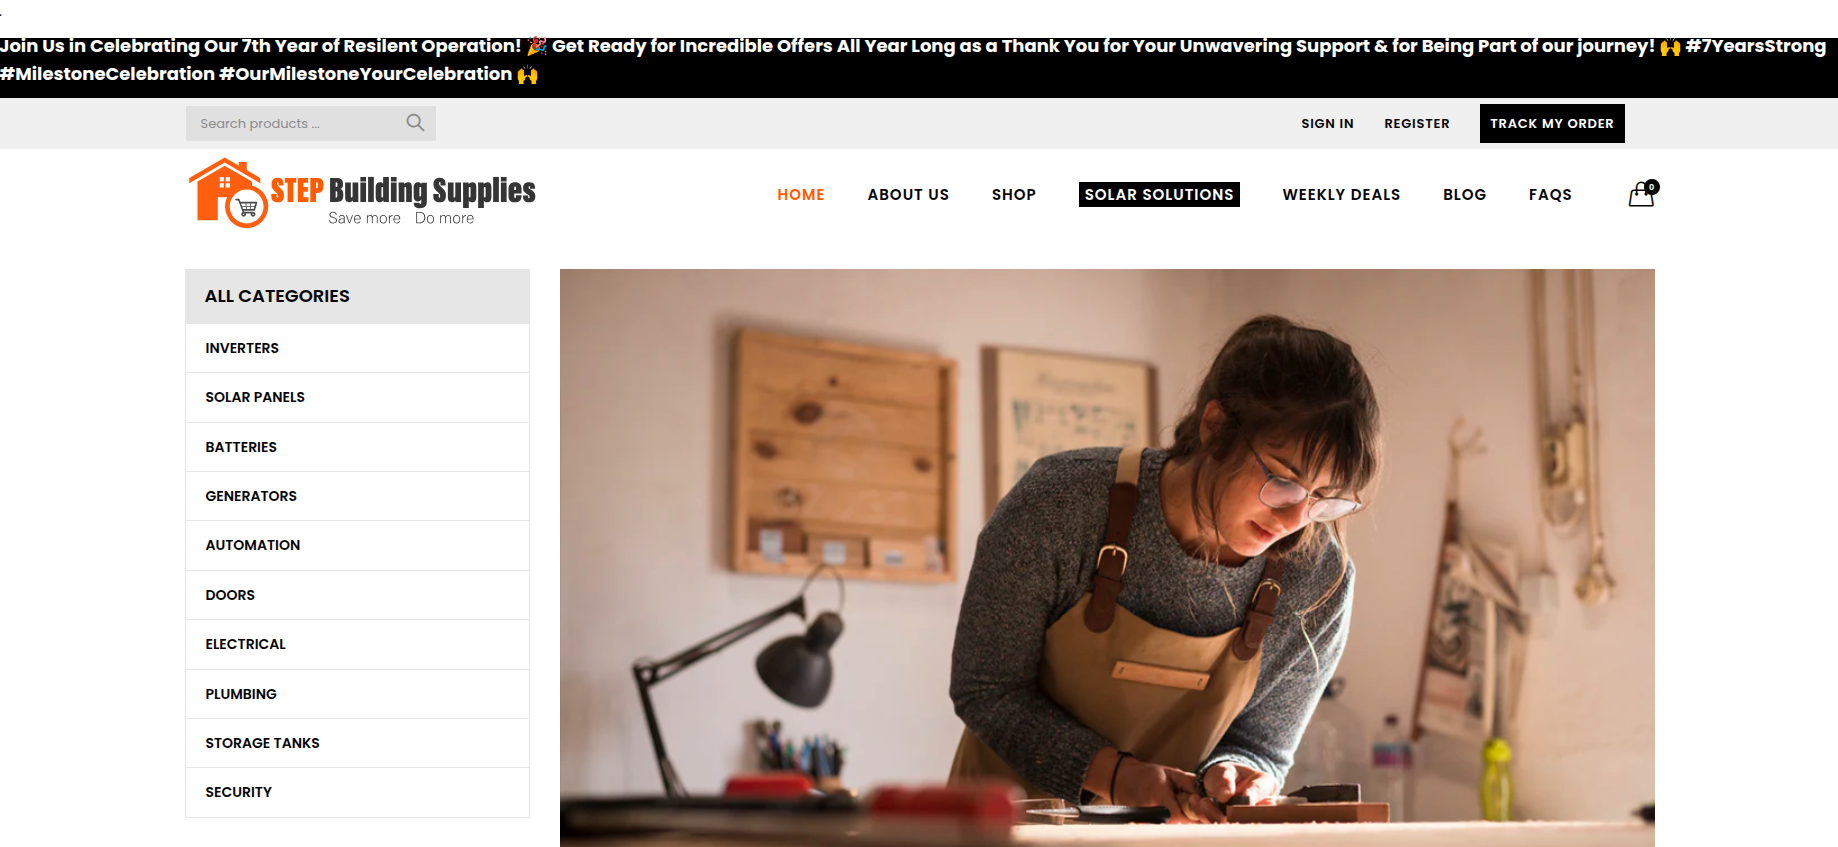 Join Us in Celebrating Our 7th Year of Resilent Operation! 🎉 Get Ready for Incredible Offers All Year Long as a Thank You for Your Unwavering Support & for Being Part of our journey! 🙌 #7YearsStrong
#MilestoneCelebration #OurMilestoneYourCelebration 🙌
Search products ...
SIGN IN
REGISTER
TRACK MY ORDER
STEP Building Supplies
Save more Do more
HOME
ABOUT US
SHOP
SOLAR SOLUTIONS
WEEKLY DEALS
BLOG
FAQS
0
ALL CATEGORIES
INVERTERS
SOLAR PANELS
BATTERIES
GENERATORS
AUTOMATION
DOORS
ELECTRICAL
PLUMBING
STORAGE TANKS
SECURITY